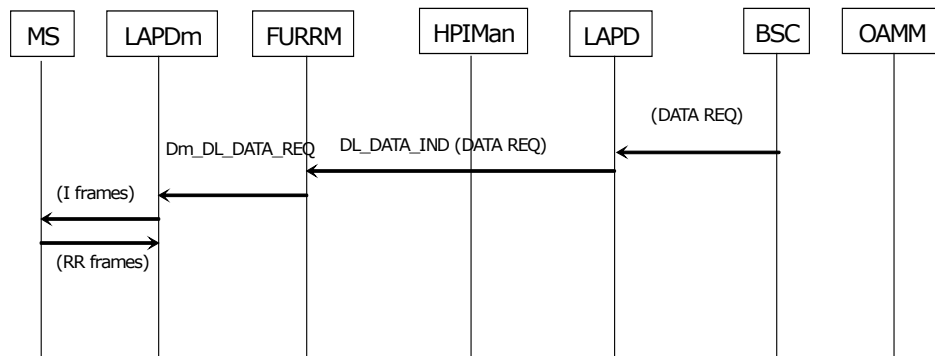 MS LAPDm FURRM HPIMan LAPD BSC OAMM
(DATA REQ)
Dm_DL_DATA_REQ DL_DATA_IND (DATA REQ)
(I frames)
(RR frames)